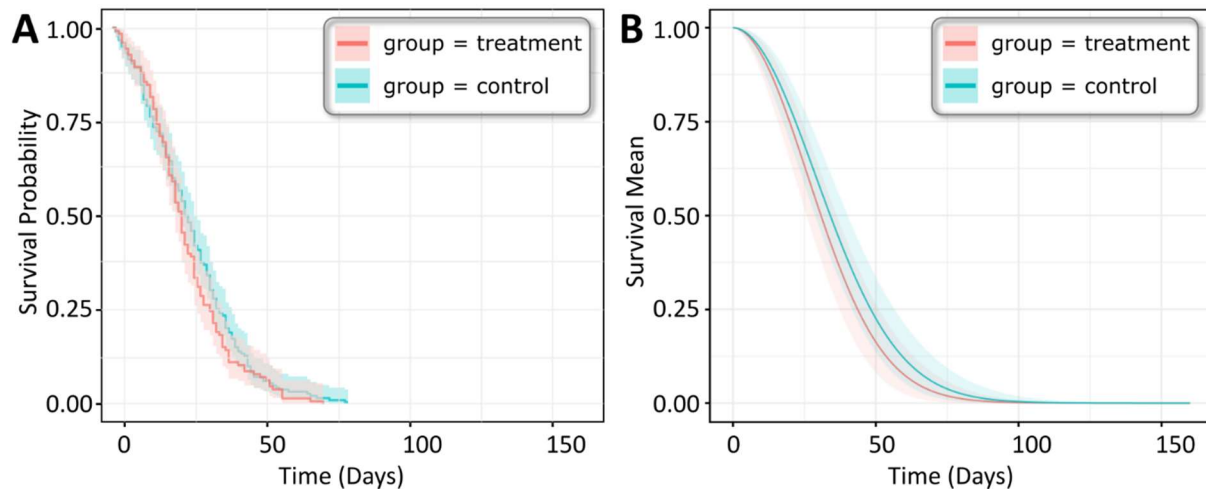 A
group = treatment
group = control
Survival Probability
1.00
0.75
0.50
0.25
0.00
0
50
100
150
Time (Days)
B
group = treatment
group = control
Survival Mean
1.00
0.75
0.50
0.25
0.00
0
50
100
150
Time (Days)